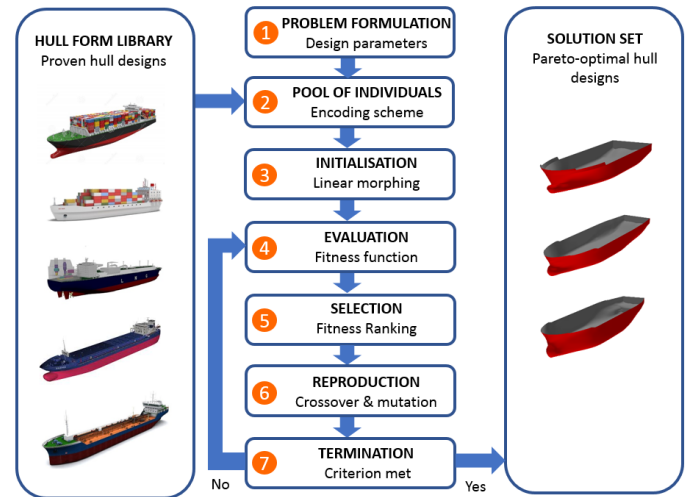 HULL FORM LIBRARY
Proven hull designs
1
PROBLEM FORMULATION
Design parameters
2
POOL OF INDIVIDUALS
Encoding scheme
3
INITIALISATION
Linear morphing
4
EVALUATION
Fitness function
5
SELECTION
Fitness Ranking
6
REPRODUCTION
Crossover & mutation
7
TERMINATION
Criterion met
No
Yes
SOLUTION SET
Pareto-optimal hull
designs